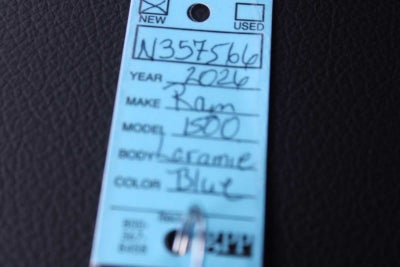 NEW USED
N357566
YEAR 2026
MAKE Ram
MODEL 1500
BODY Laramie
COLOR Blue